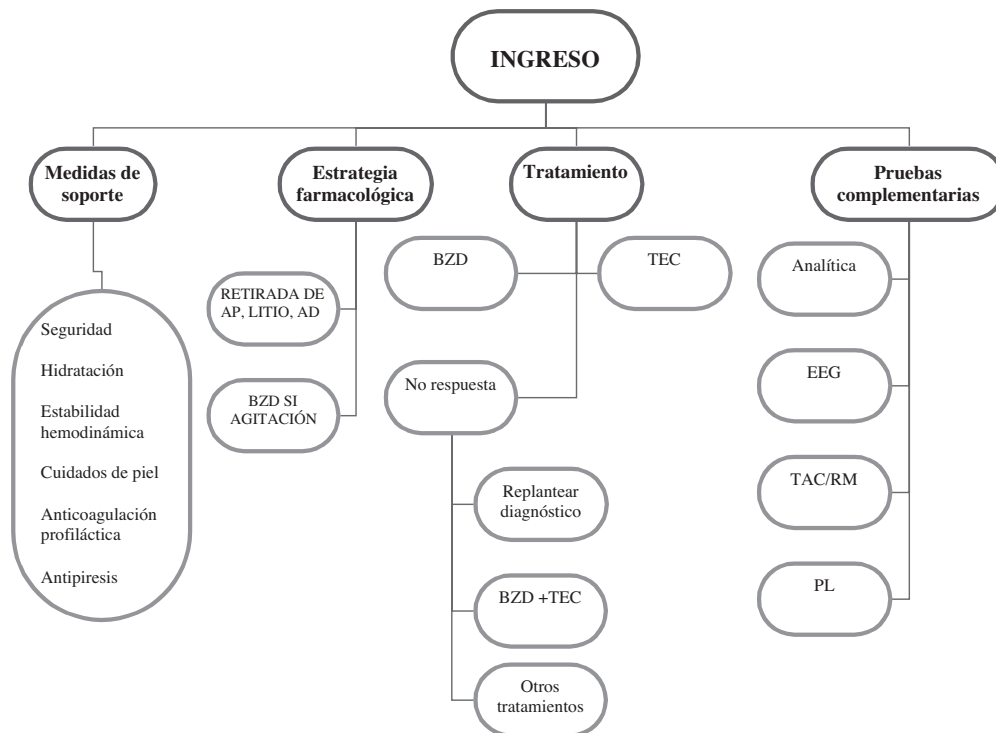 INGRESO
Medidas de
soporte
Estrategia
farmacológica
Tratamiento
Pruebas
complementarias
Seguridad
Hidratación
Estabilidad
hemodinámica
Cuidados de piel
Anticoagulación
profiláctica
Antipiresis
RETIRADA DE
AP, LITIO, AD
BZD SI
AGITACIÓN
BZD
TEC
No respuesta
Replantear
diagnóstico
BZD +TEC
Otros
tratamientos
Analítica
EEG
TAC/RM
PL